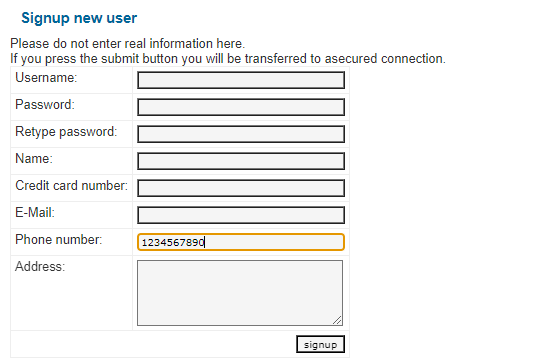 Signup new user
Please do not enter real information here.
If you press the submit button you will be transferred to asecured connection.
Username:
Password:
Retype password:
Name:
Credit card number:
E-Mail:
Phone number: 1234567890
Address:
signup